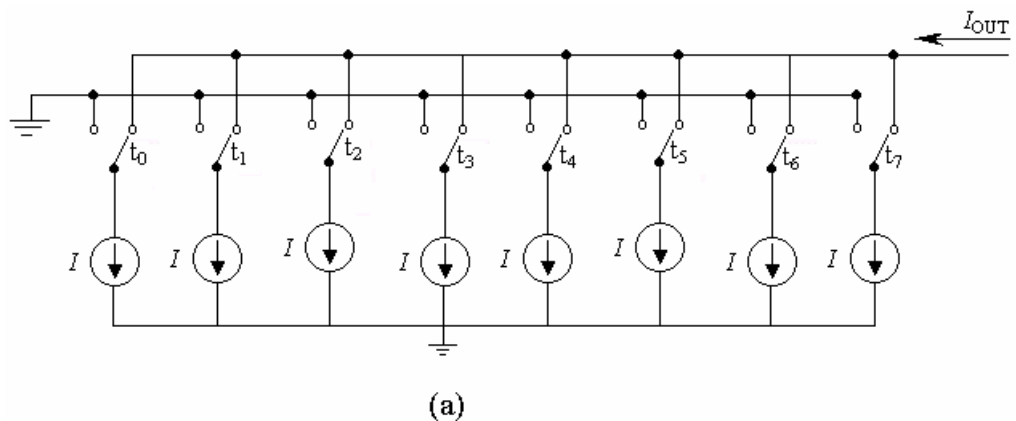 I_OUT
t₀ t₁ t₂ t₃ t₄ t₅ t₆ t₇
I I I I I I I I
(a)